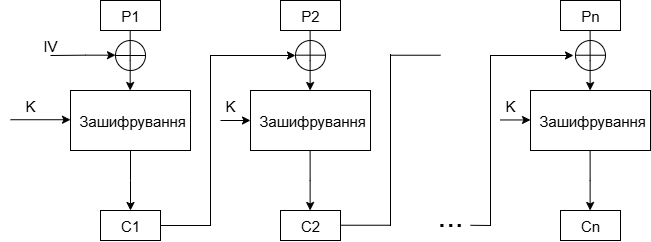 P1 P2 Pn
IV
K K K
Зашифрування Зашифрування Зашифрування
C1 C2 ... Cn